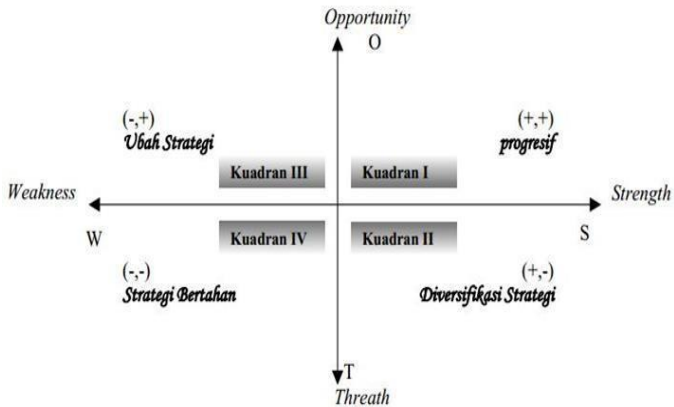 Opportunity
O
(-,+)
Ubah Strategi
(+,+)
progresif
Kuadran III
Kuadran I
Weakness
Strength
W
Kuadran IV
Kuadran II
S
(-,-)
Strategi Bertahan
(+,-)
Diversifikasi Strategi
T
Threath